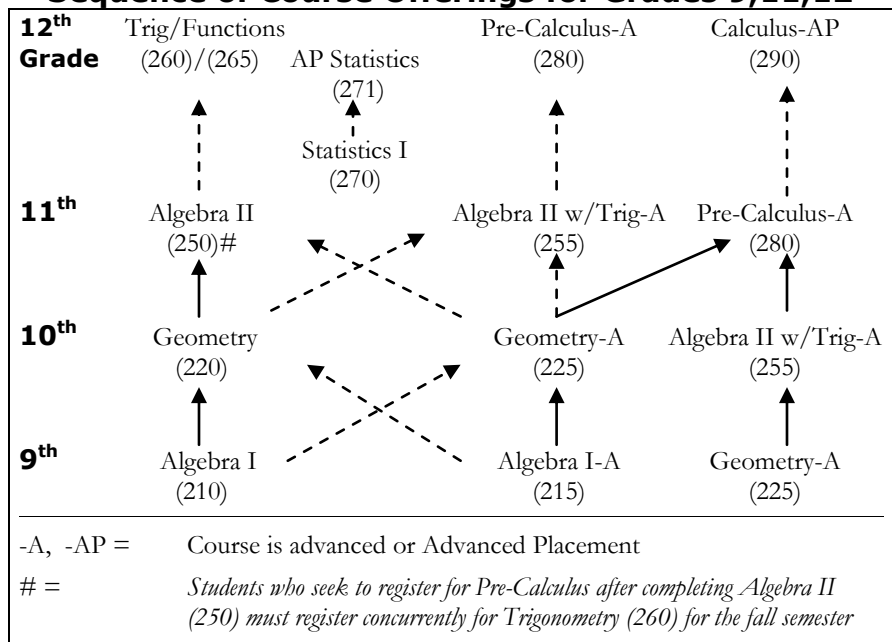 Sequence of Course Offerings for Grades 9,11,12
12th Trig/Functions Pre-Calculus-A Calculus-AP
Grade (260)/(265) AP Statistics (280) (290)
(271)
Statistics I
(270)
11th Algebra II Algebra II w/Trig-A Pre-Calculus-A
(250)# (255) (280)
10th Geometry Geometry-A Algebra II w/Trig-A
(220) (225) (255)
9th Algebra I Algebra I-A Geometry-A
(210) (215) (225)
-A, -AP = Course is advanced or Advanced Placement
# = Students who seek to register for Pre-Calculus after completing Algebra II
(250) must register concurrently for Trigonometry (260) for the fall semester